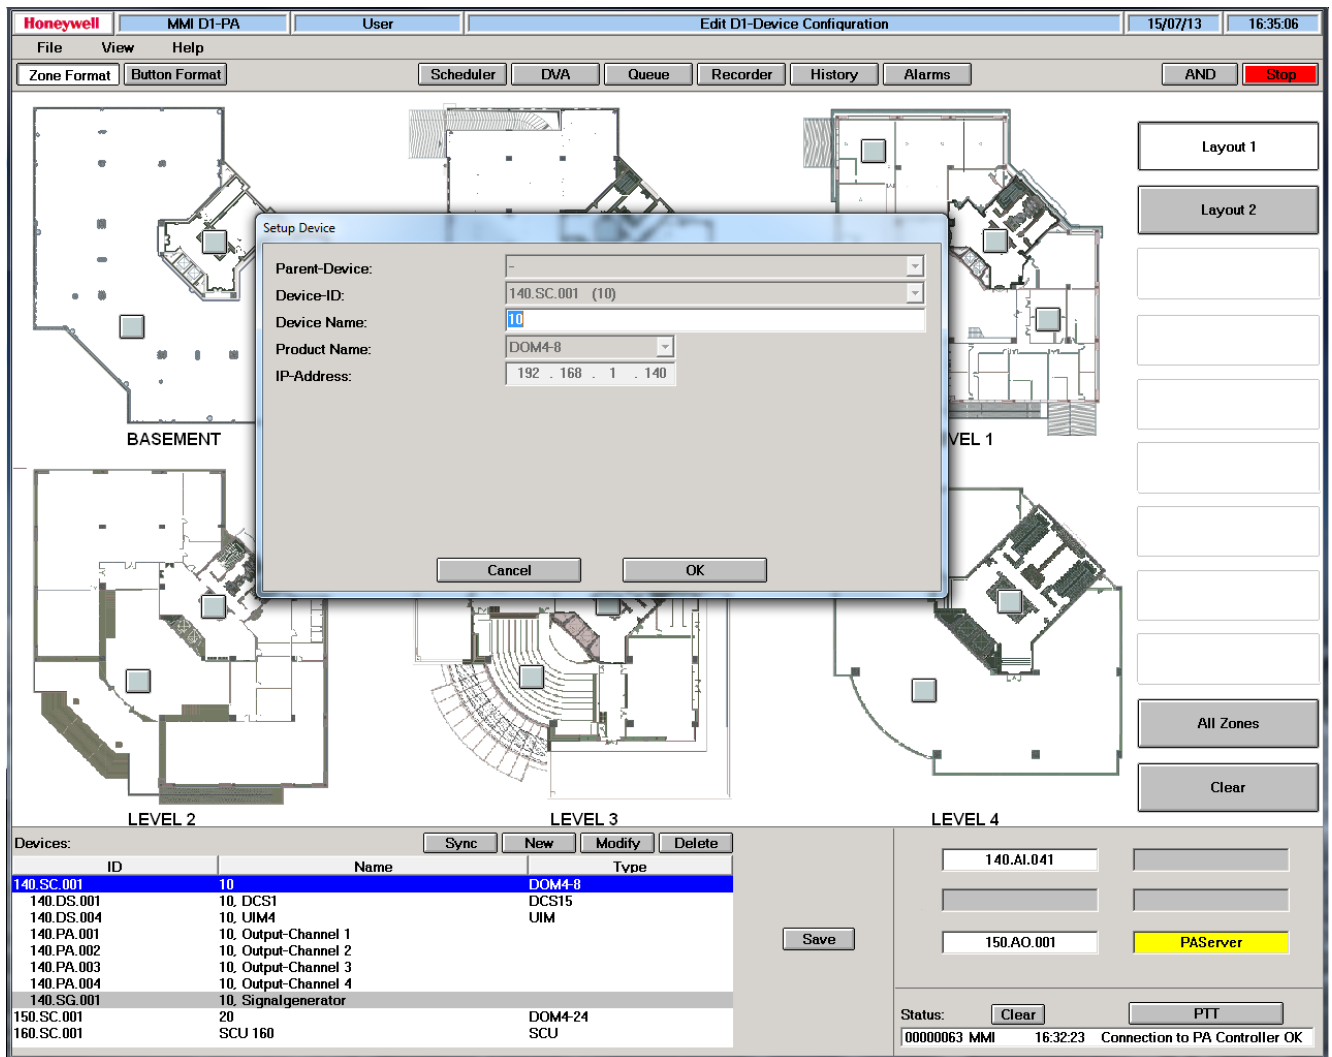 Honeywell MMI D1-PA User Edit D1-Device Configuration 15/07/13 16:35:06
File View Help
Zone Format Button Format Scheduler DVA Queue Recorder History Alarms AND Stop
Layout 1
Layout 2
Setup Device
Parent-Device: -
Device-ID: 140.SC.001 (10)
Device Name: 10
Product Name: DOM4-8
IP-Address: 192 . 168 . 1 . 140
Cancel OK
BASEMENT
VEL 1
LEVEL 2
LEVEL 3
LEVEL 4
All Zones
Clear
Devices: Sync New Modify Delete
ID Name Type
140.SC.001 10 DOM4-8
140.DS.001 10, DCS1 DCS15
140.DS.004 10, UIM4 UIM
140.PA.001 10, Output-Channel 1
140.PA.002 10, Output-Channel 2
140.PA.003 10, Output-Channel 3
140.PA.004 10, Output-Channel 4
140.SG.001 10, Signalgenerator
150.SC.001 20 DOM4-24
160.SC.001 SCU 160 SCU
Save
140.AI.041
150.AO.001 PAServer
Status: Clear PTT
00000063 MMI 16:32:23 Connection to PA Controller OK